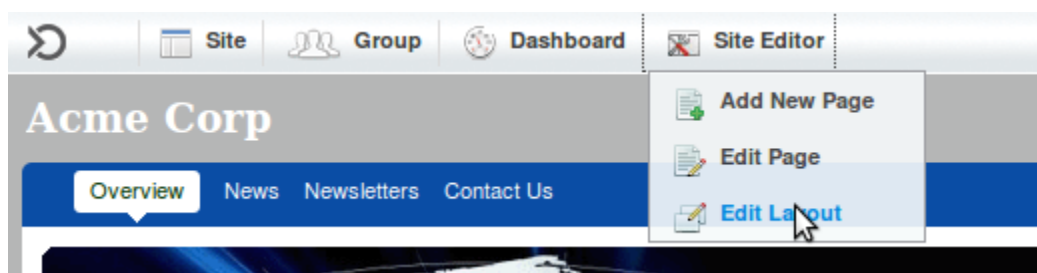 Site Group Dashboard Site Editor
Add New Page
Acme Corp
Edit Page
Overview News Newsletters Contact Us
Edit Layout